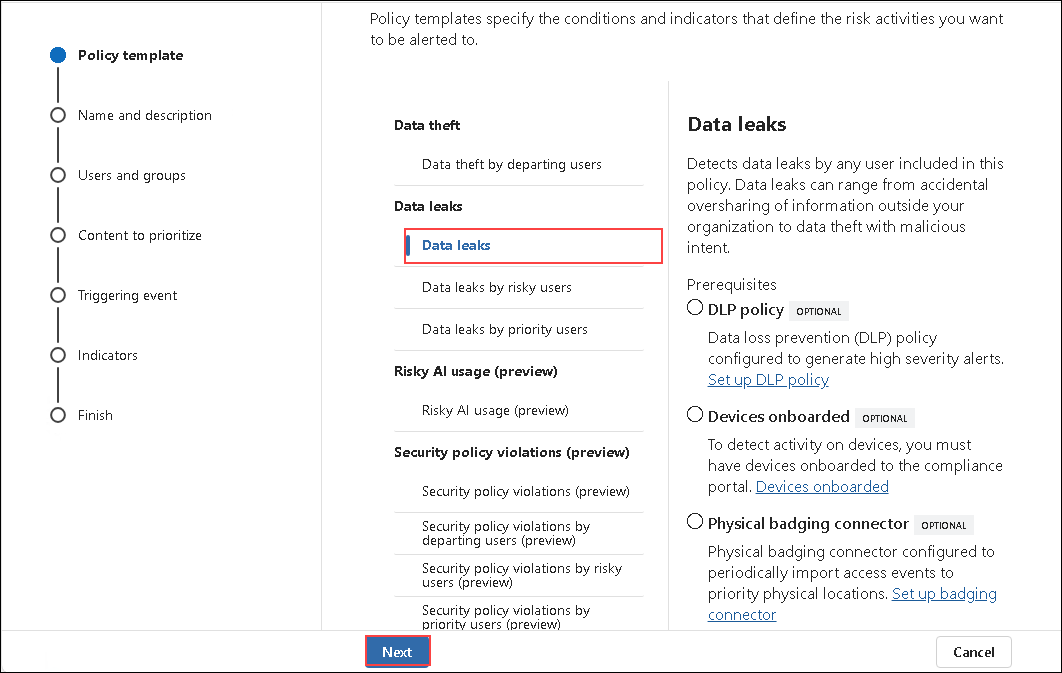 Policy templates specify the conditions and indicators that define the risk activities you want
to be alerted to.
Policy template
Name and description
Users and groups
Content to prioritize
Triggering event
Indicators
Finish
Data theft
Data theft by departing users
Data leaks
Data leaks
Data leaks by risky users
Data leaks by priority users
Risky AI usage (preview)
Risky AI usage (preview)
Security policy violations (preview)
Security policy violations (preview)
Security policy violations by
departing users (preview)
Security policy violations by risky
users (preview)
Security policy violations by
priority users (preview)
Data leaks
Detects data leaks by any user included in this
policy. Data leaks can range from accidental
oversharing of information outside your
organization to data theft with malicious
intent.
Prerequisites
DLP policy OPTIONAL
Data loss prevention (DLP) policy
configured to generate high severity alerts.
Set up DLP policy
Devices onboarded OPTIONAL
To detect activity on devices, you must
have devices onboarded to the compliance
portal. Devices onboarded
Physical badging connector OPTIONAL
Physical badging connector configured to
periodically import access events to
priority physical locations. Set up badging
connector
Next
Cancel